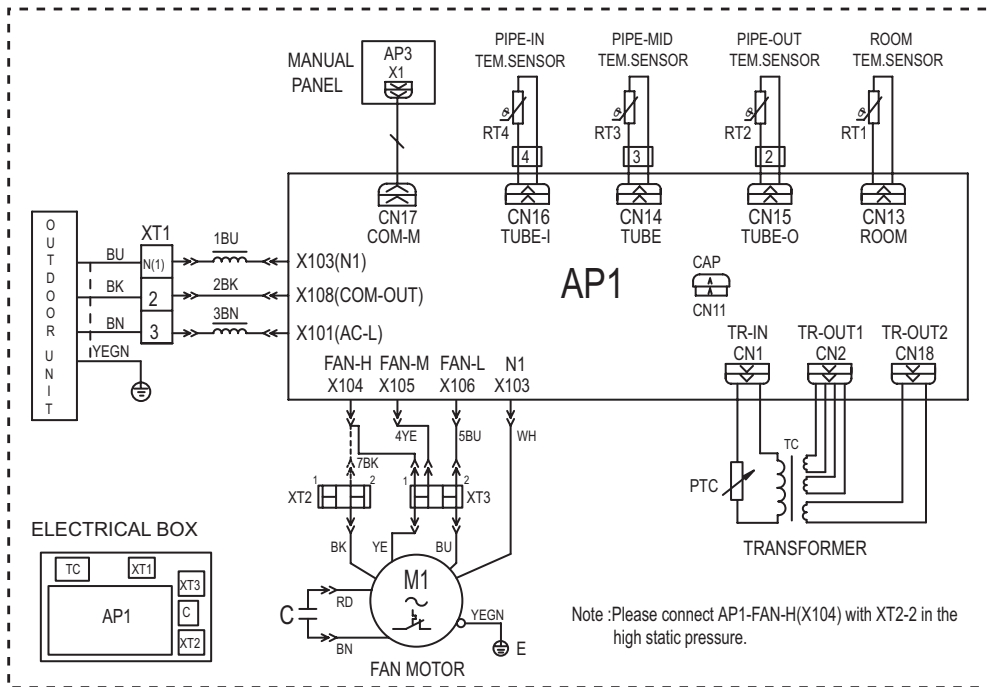 MANUAL PANEL
AP3
X1
PIPE-IN
TEM.SENSOR
PIPE-MID
TEM.SENSOR
PIPE-OUT
TEM.SENSOR
ROOM
TEM.SENSOR
RT4
RT3
RT2
RT1
4
3
2
CN17
COM-M
CN16
TUBE-I
CN14
TUBE
CN15
TUBE-O
CN13
ROOM
OUTDOOR UNIT
BU
BK
BN
YEGN
XT1
N(1)
2
3
1BU
2BK
3BN
X103(N1)
X108(COM-OUT)
X101(AC-L)
AP1
CAP
CN11
FAN-H
X104
FAN-M
X105
FAN-L
X106
N1
X103
TR-IN
CN1
TR-OUT1
CN2
TR-OUT2
CN18
4YE
5BU
WH
7BK
1
2
XT2
1
2
XT3
BK
YE
BU
PTC
TC
TRANSFORMER
M1
C
RD
BN
YEGN
E
FAN MOTOR
ELECTRICAL BOX
TC
XT1
XT3
AP1
C
XT2
Note :Please connect AP1-FAN-H(X104) with XT2-2 in the
high static pressure.